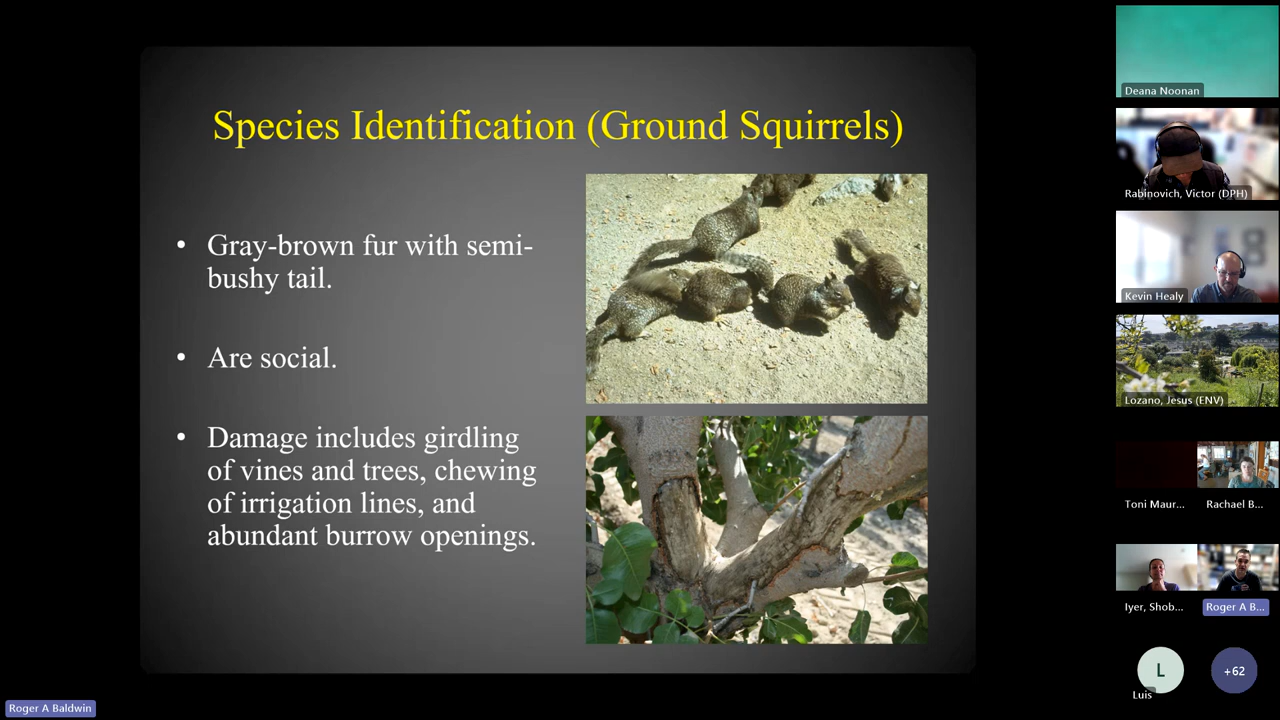 Species Identification (Ground Squirrels)
• Gray-brown fur with semi-
bushy tail.
• Are social.
• Damage includes girdling
of vines and trees, chewing
of irrigation lines, and
abundant burrow openings.
Deana Noonan
Rabinovich, Victor (DPH)
Kevin Healy
Lozano, Jesus (ENV)
Toni Maur...
Rachael B...
Iyer, Shob...
Roger A B...
L
Luis
+62
Roger A Baldwin